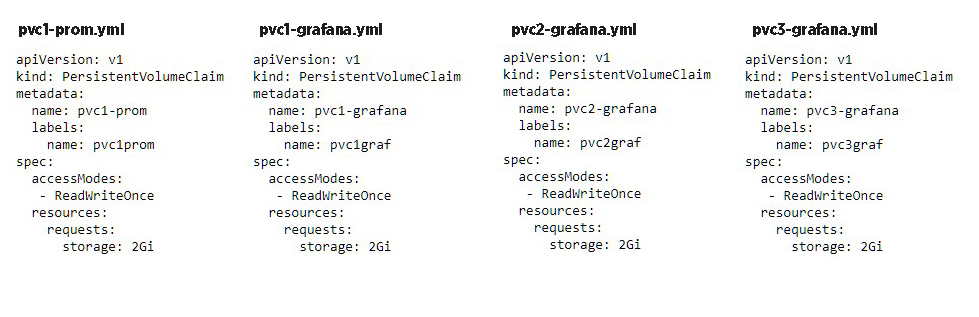 pvc1-prom.yml
apiVersion: v1
kind: PersistentVolumeClaim
metadata:
  name: pvc1-prom
  labels:
    name: pvc1prom
spec:
  accessModes:
   - ReadWriteOnce
  resources:
    requests:
      storage: 2Gi
pvc1-grafana.yml
apiVersion: v1
kind: PersistentVolumeClaim
metadata:
  name: pvc1-grafana
  labels:
    name: pvc1graf
spec:
  accessModes:
   - ReadWriteOnce
  resources:
    requests:
      storage: 2Gi
pvc2-grafana.yml
apiVersion: v1
kind: PersistentVolumeClaim
metadata:
  name: pvc2-grafana
  labels:
    name: pvc2graf
spec:
  accessModes:
   - ReadWriteOnce
  resources:
    requests:
      storage: 2Gi
pvc3-grafana.yml
apiVersion: v1
kind: PersistentVolumeClaim
metadata:
  name: pvc3-grafana
  labels:
    name: pvc3graf
spec:
  accessModes:
   - ReadWriteOnce
  resources:
    requests:
      storage: 2Gi